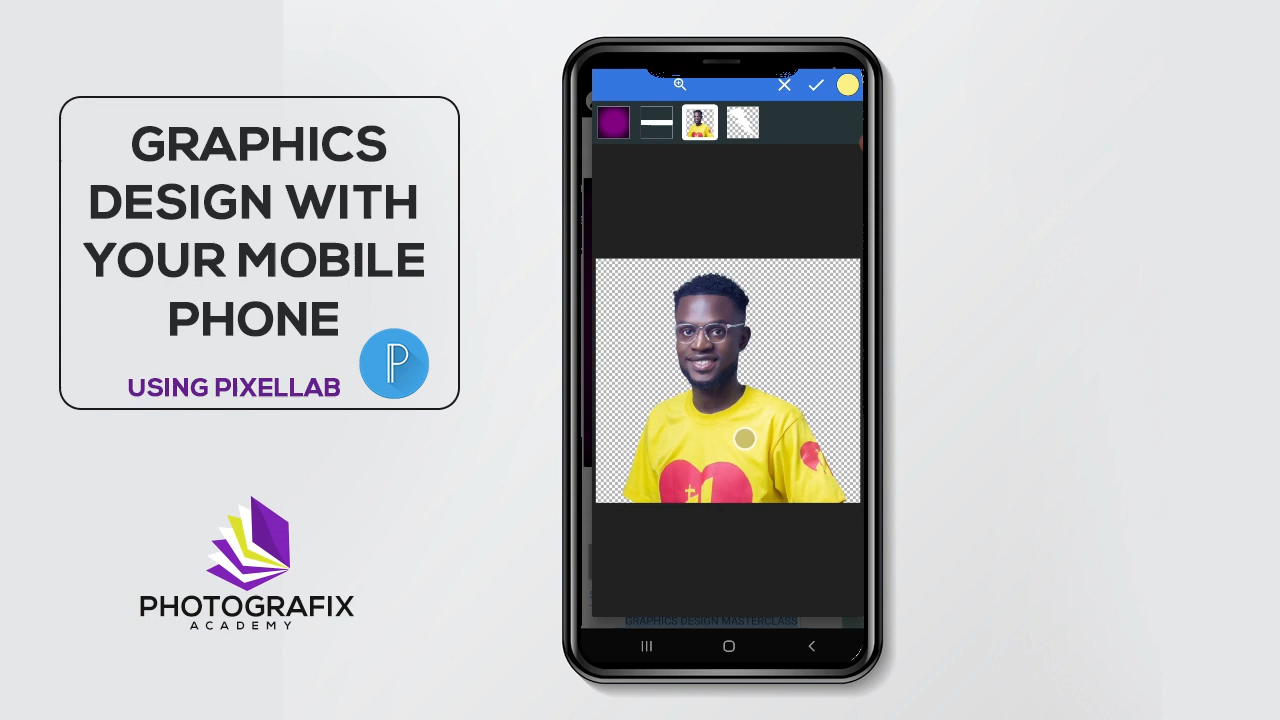 GRAPHICS
DESIGN WITH
YOUR MOBILE
PHONE
USING PIXELLAB
P
PHOTOGRAFIX
ACADEMY
GRAPHICS DESIGN MASTERCLASS